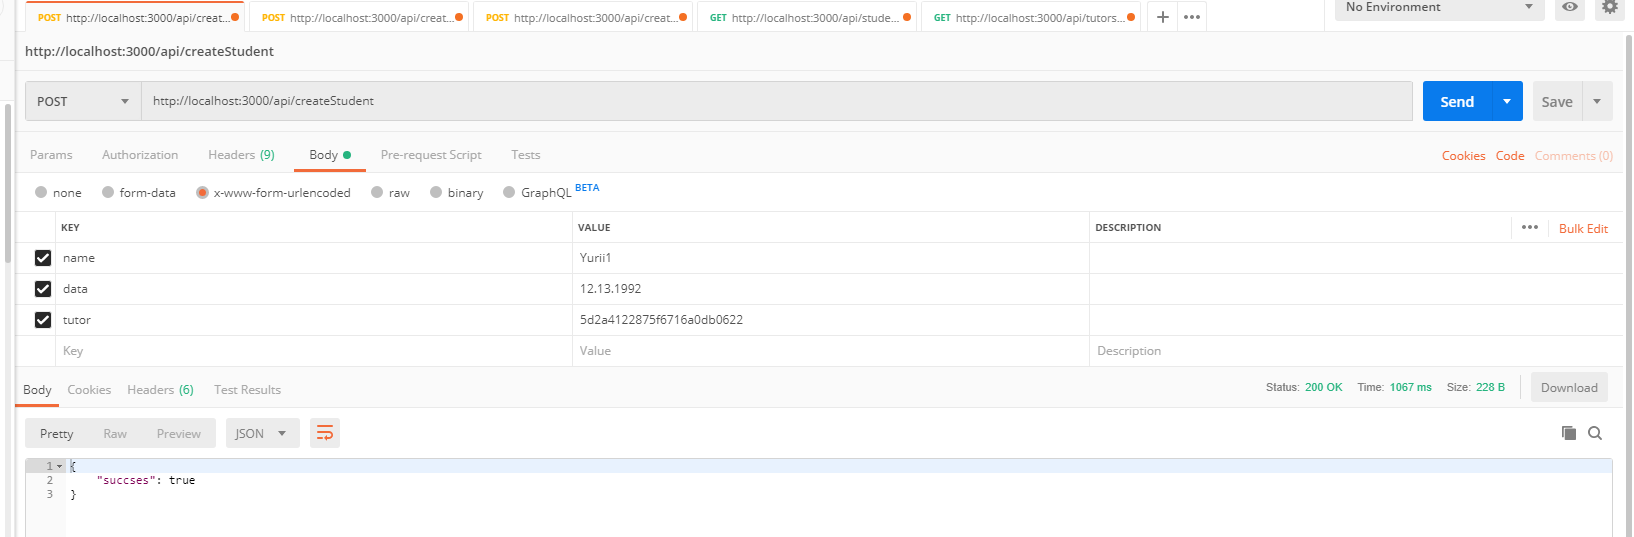 POST http://localhost:3000/api/creat... POST http://localhost:3000/api/creat... POST http://localhost:3000/api/creat... GET http://localhost:3000/api/stude... GET http://localhost:3000/api/tutors... + ••• No Environment
http://localhost:3000/api/createStudent
POST http://localhost:3000/api/createStudent Send Save
Params Authorization Headers (9) Body Pre-request Script Tests Cookies Code Comments (0)
none form-data x-www-form-urlencoded raw binary GraphQL BETA
KEY VALUE DESCRIPTION ••• Bulk Edit
name Yurii1
data 12.13.1992
tutor 5d2a4122875f6716a0db0622
Key Value Description
Body Cookies Headers (6) Test Results Status: 200 OK Time: 1067 ms Size: 228 B Download
Pretty Raw Preview JSON
1 {
2 "succses": true
3 }